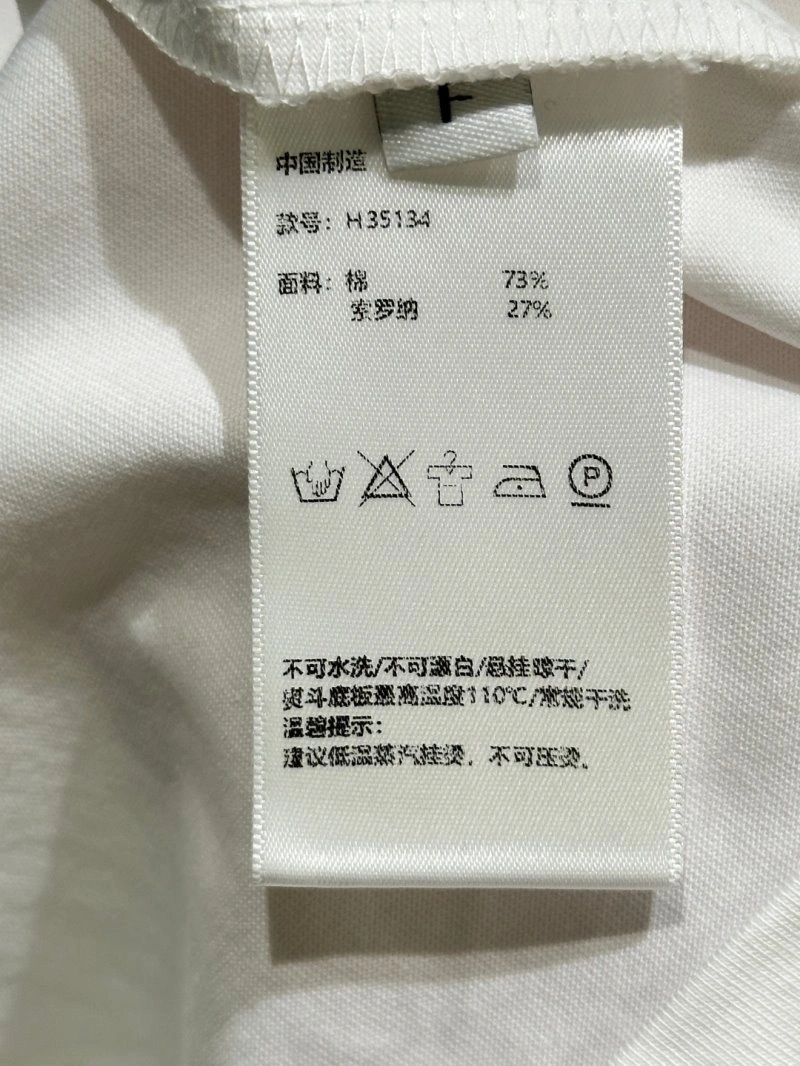 中国制造
款号：H35134
面料：棉 73%
索罗纳 27%
P
不可水洗/不可漂白/悬挂晾干/
熨斗底板最高温度110℃/常规干洗
温馨提示：
建议低温蒸汽挂烫，不可压烫。